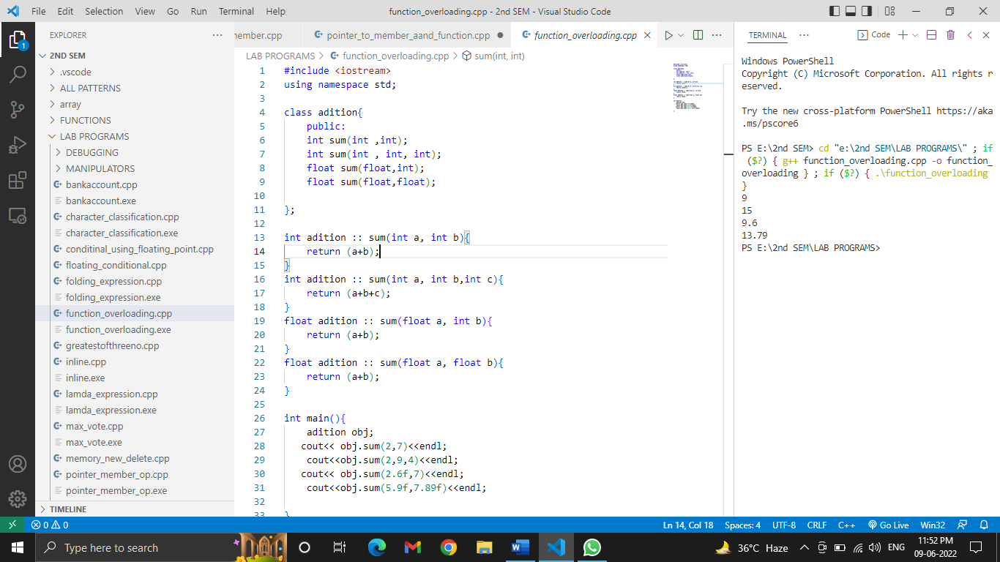 File Edit Selection View Go Run Terminal Help
function_overloading.cpp - 2nd SEM - Visual Studio Code
EXPLORER
2ND SEM
.vscode
ALL PATTERNS
array
FUNCTIONS
LAB PROGRAMS
DEBUGGING
MANIPULATORS
bankaccount.cpp
bankaccount.exe
character_classification.cpp
character_classification.exe
conditinal_using_floating_point.cpp
floating_conditional.cpp
folding_expression.cpp
folding_expression.exe
function_overloading.cpp
function_overloading.exe
greatestofthreeno.cpp
inline.cpp
inline.exe
lamda_expression.cpp
lamda_expression.exe
max_vote.cpp
max_vote.exe
memory_new_delete.cpp
pointer_member_op.cpp
pointer_member_op.exe
TIMELINE
1
nember.cpp pointer_to_member_aand_function.cpp function_overloading.cpp
LAB PROGRAMS > function_overloading.cpp > sum(int, int)
1 #include <iostream>
2 using namespace std;
3
4 class adition{
5 public:
6 int sum(int ,int);
7 int sum(int , int, int);
8 float sum(float,int);
9 float sum(float,float);
10
11 };
12
13 int adition :: sum(int a, int b){
14 return (a+b);
15 }
16 int adition :: sum(int a, int b,int c){
17 return (a+b+c);
18 }
19 float adition :: sum(float a, int b){
20 return (a+b);
21 }
22 float adition :: sum(float a, float b){
23 return (a+b);
24 }
25
26 int main(){
27 adition obj;
28 cout<< obj.sum(2,7)<<endl;
29 cout<<obj.sum(2,9,4)<<endl;
30 cout<< obj.sum(2.6f,7)<<endl;
31 cout<<obj.sum(5.9f,7.89f)<<endl;
32
33 }
TERMINAL
Code
Windows PowerShell
Copyright (C) Microsoft Corporation. All rights r
eserved.
Try the new cross-platform PowerShell https://aka
.ms/pscore6
PS E:\2nd SEM> cd "e:\2nd SEM\LAB PROGRAMS\" ; if
($?) { g++ function_overloading.cpp -o function_
overloading } ; if ($?) { .\function_overloading
}
9
15
9.6
13.79
PS E:\2nd SEM\LAB PROGRAMS>
0 0 Ln 14, Col 18 Spaces: 4 UTF-8 CRLF C++ Go Live Win32
Type here to search
36°C Haze
ENG
11:52 PM
09-06-2022